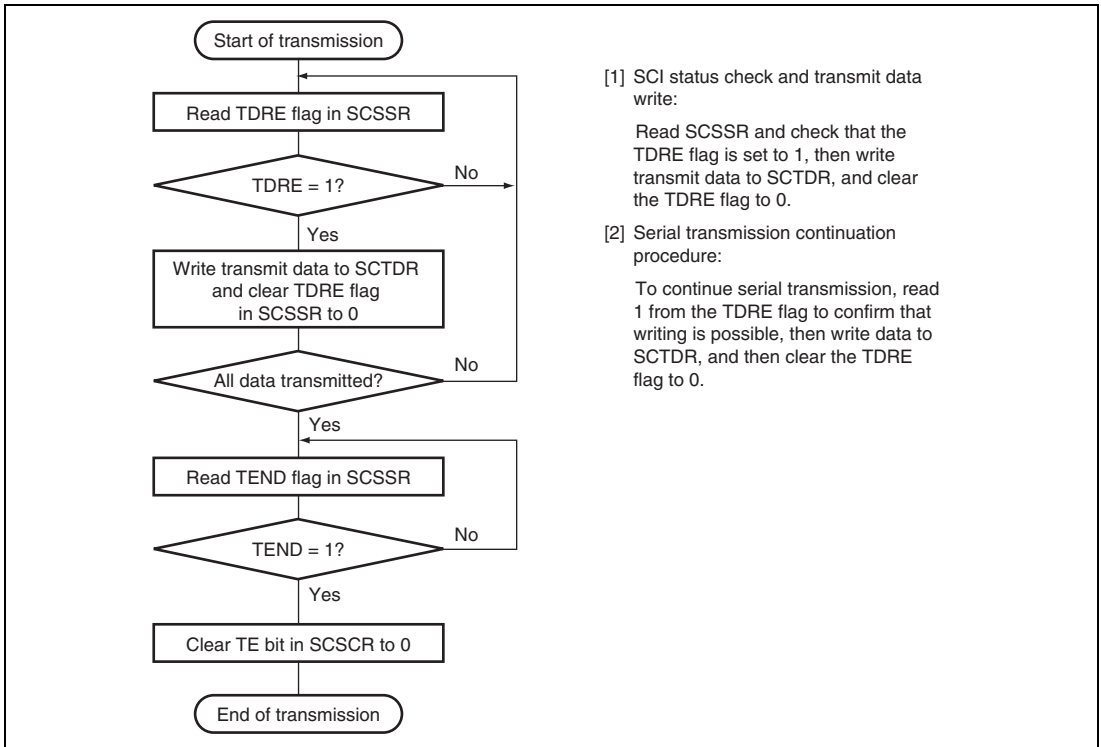 Start of transmission
Read TDRE flag in SCSSR
TDRE = 1?
No
Yes
Write transmit data to SCTDR
and clear TDRE flag
in SCSSR to 0
All data transmitted?
No
Yes
Read TEND flag in SCSSR
TEND = 1?
No
Yes
Clear TE bit in SCSCR to 0
End of transmission
[1] SCI status check and transmit data
write:
Read SCSSR and check that the
TDRE flag is set to 1, then write
transmit data to SCTDR, and clear
the TDRE flag to 0.
[2] Serial transmission continuation
procedure:
To continue serial transmission, read
1 from the TDRE flag to confirm that
writing is possible, then write data to
SCTDR, and then clear the TDRE
flag to 0.